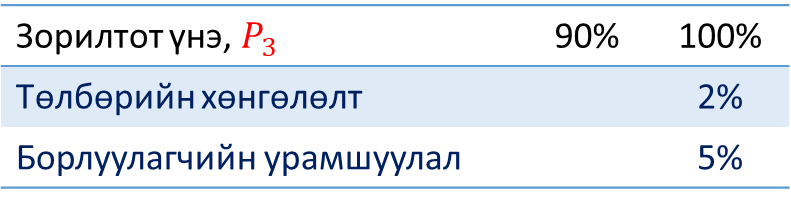 Зорилтот үнэ, P3 90% 100%
Төлбөрийн хөнгөлөлт 2%
Борлуулагчийн урамшуулал 5%